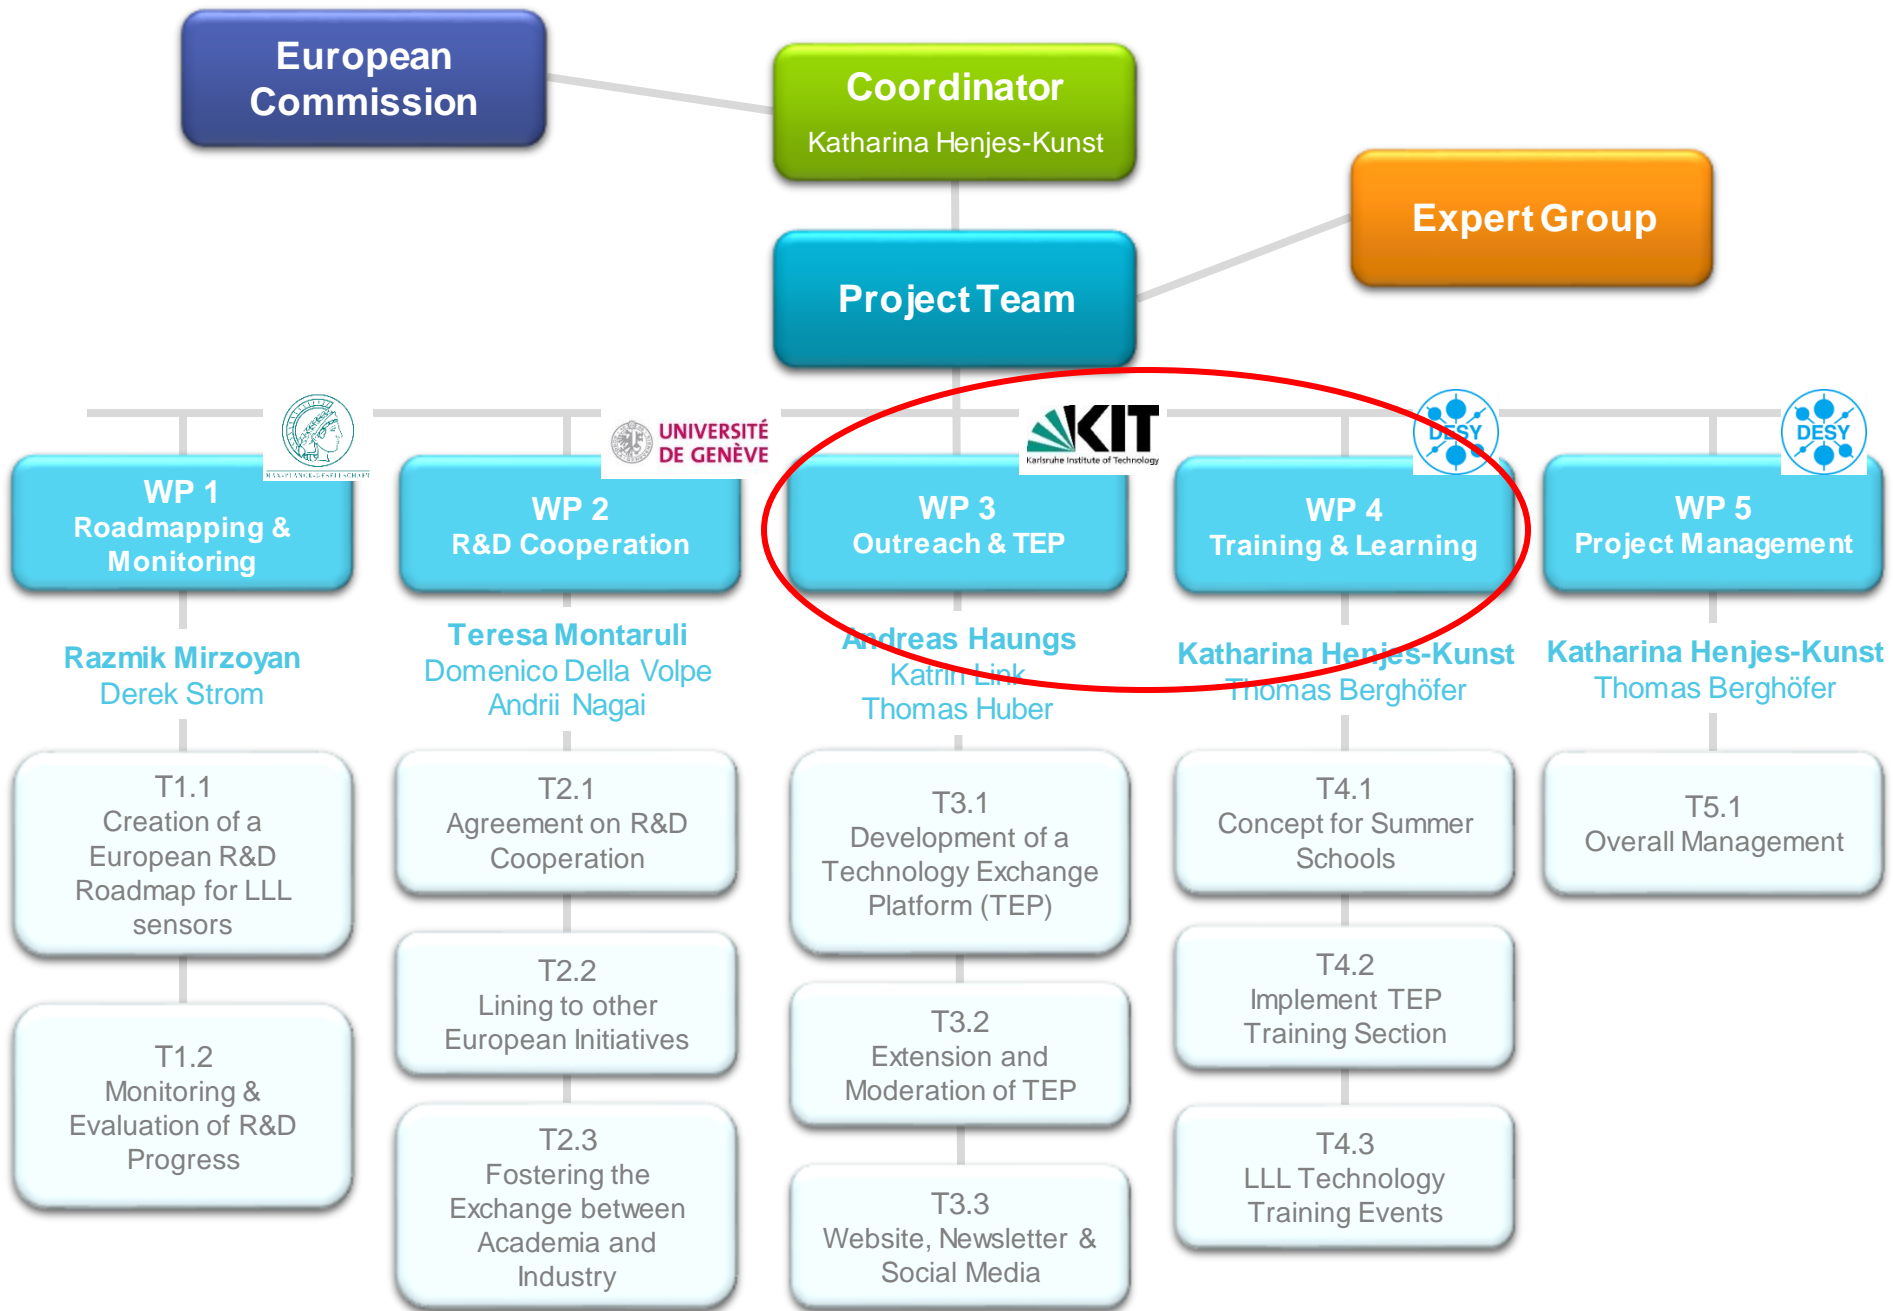 European
Commission
Coordinator
Katharina Henjes-Kunst
Expert Group
Project Team
MAX-PLANCK-GESELLSCHAFT
UNIVERSITÉ
DE GENÈVE
KIT
Karlsruhe Institute of Technology
DESY
DESY
WP 1
Roadmapping &
Monitoring
WP 2
R&D Cooperation
WP 3
Outreach & TEP
WP 4
Training & Learning
WP 5
Project Management
Razmik Mirzoyan
Derek Strom
Teresa Montaruli
Domenico Della Volpe
Andrii Nagai
Andreas Haungs
Katrin Link
Thomas Huber
Katharina Henjes-Kunst
Thomas Berghöfer
Katharina Henjes-Kunst
Thomas Berghöfer
T1.1
Creation of a
European R&D
Roadmap for LLL
sensors
T1.2
Monitoring &
Evaluation of R&D
Progress
T2.1
Agreement on R&D
Cooperation
T2.2
Lining to other
European Initiatives
T2.3
Fostering the
Exchange between
Academia and
Industry
T3.1
Development of a
Technology Exchange
Platform (TEP)
T3.2
Extension and
Moderation of TEP
T3.3
Website, Newsletter &
Social Media
T4.1
Concept for Summer
Schools
T4.2
Implement TEP
Training Section
T4.3
LLL Technology
Training Events
T5.1
Overall Management